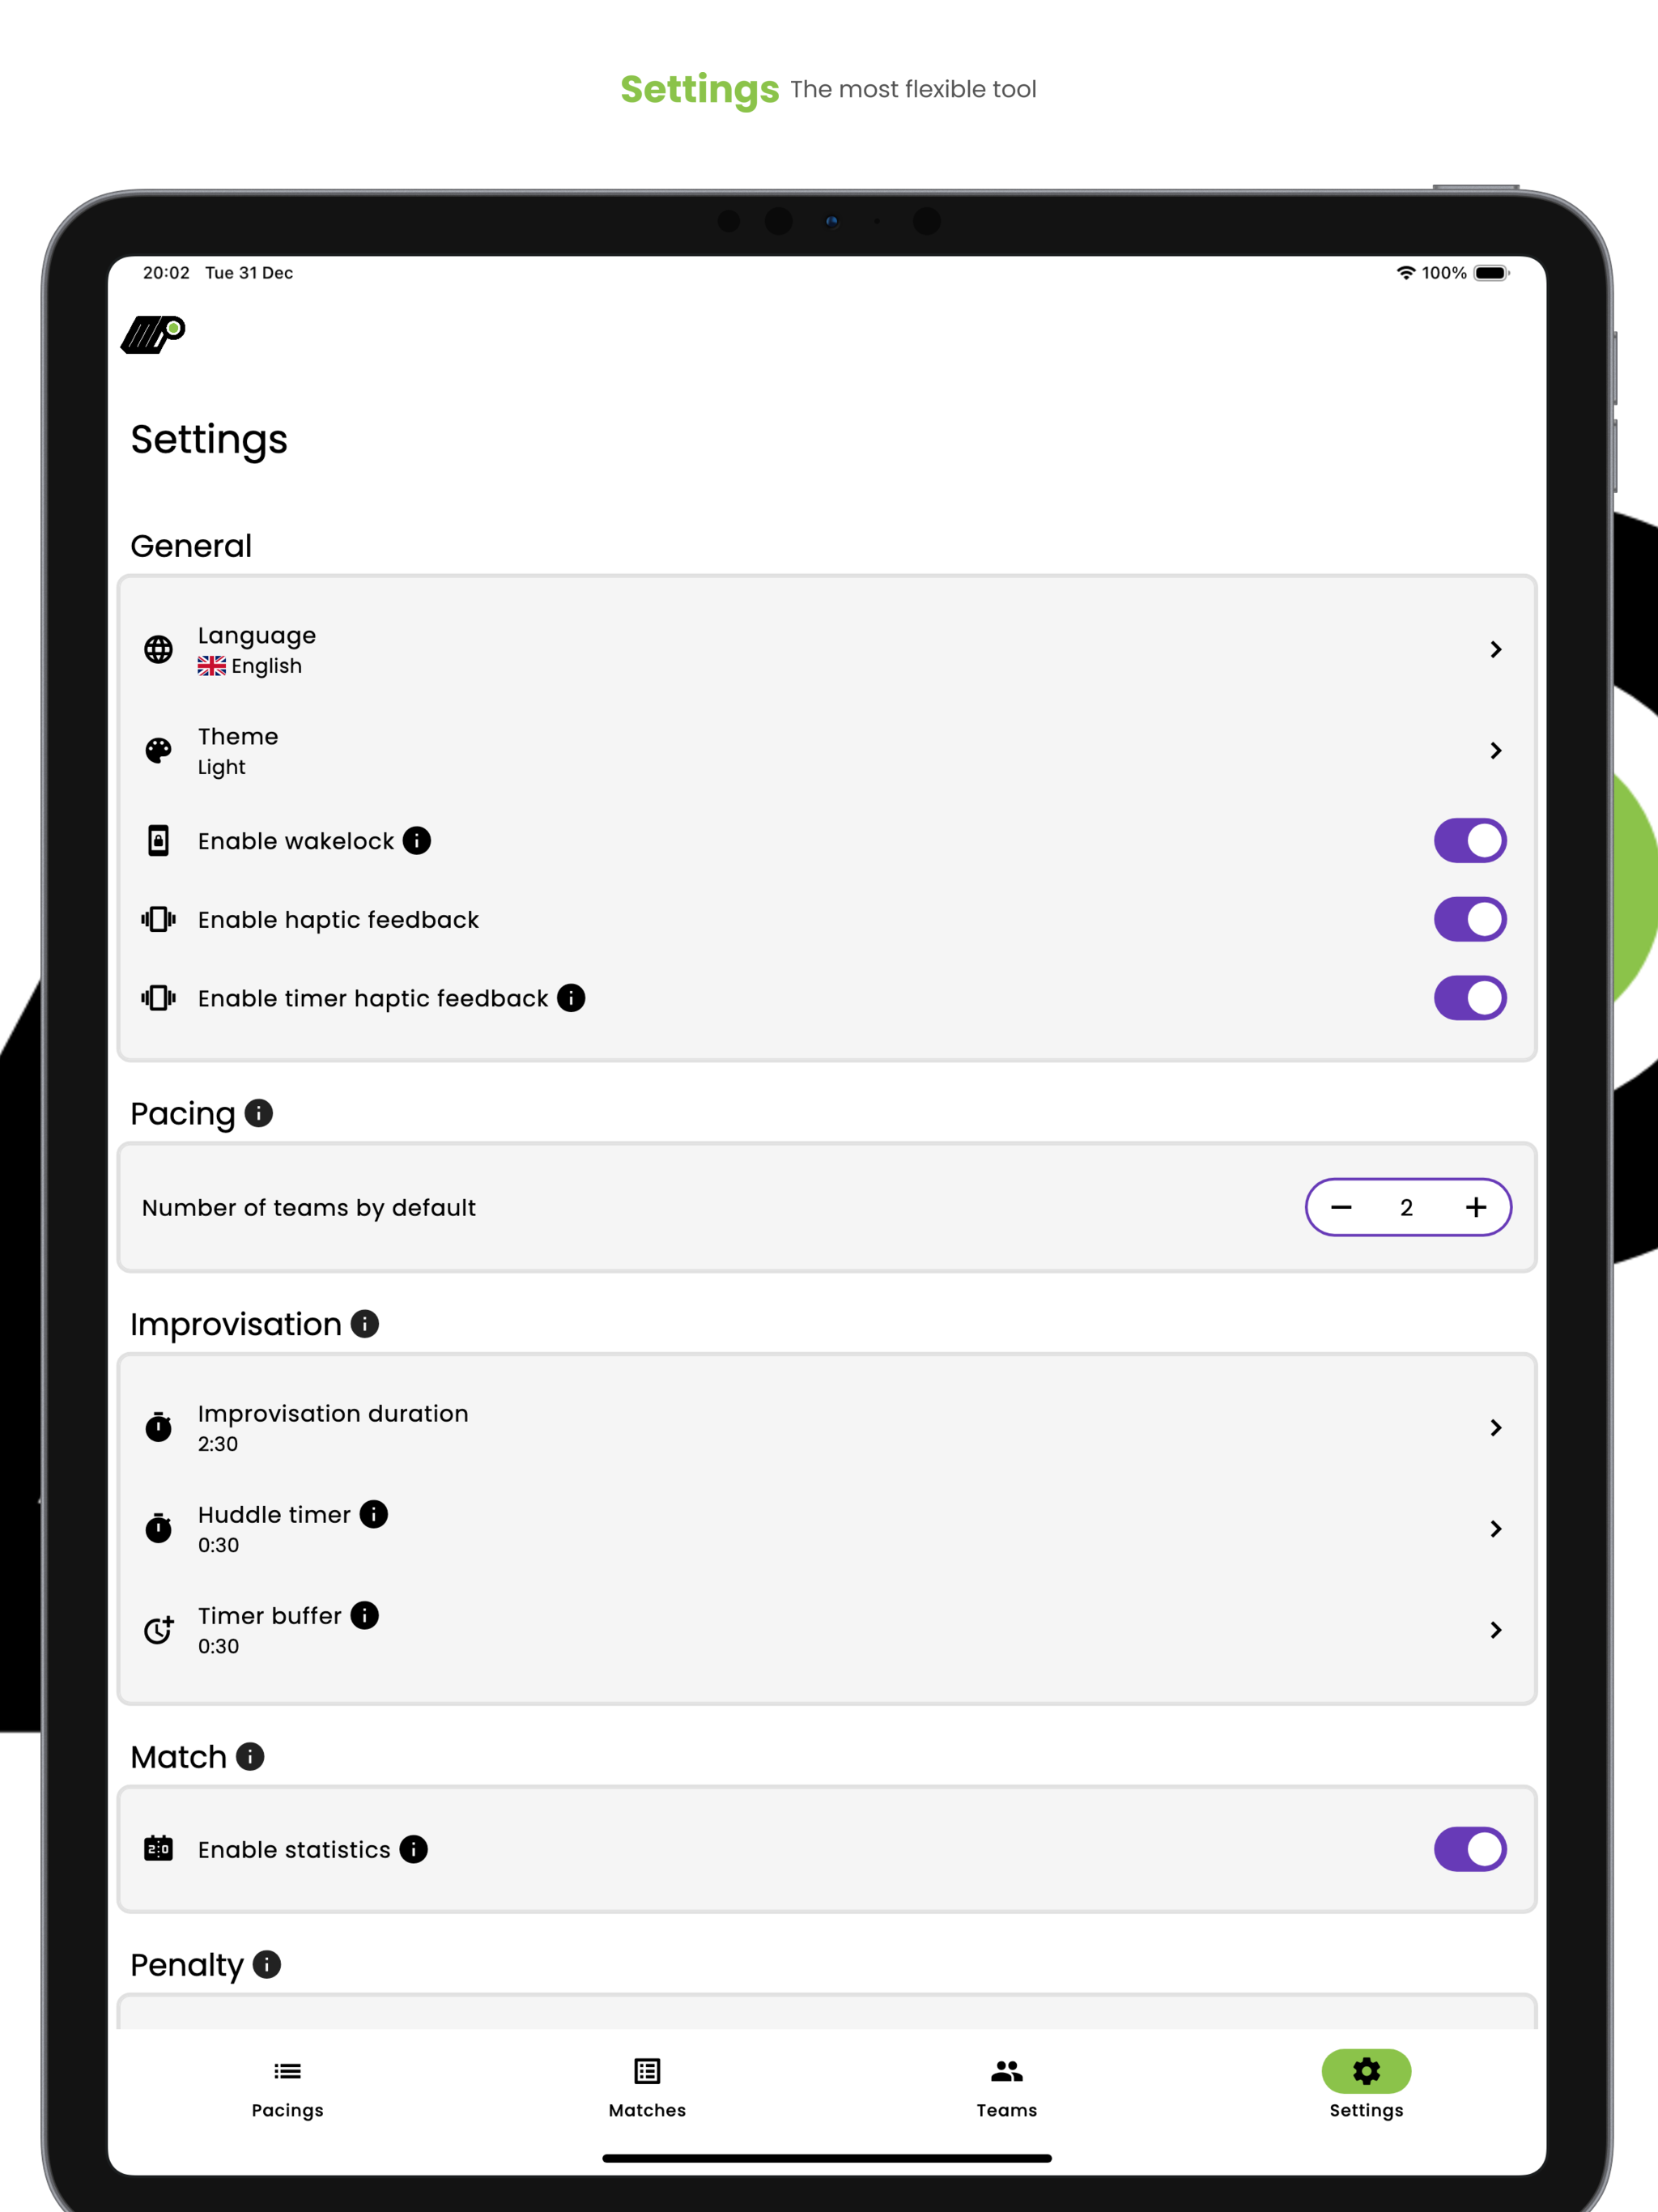 Settings The most flexible tool
20:02 Tue 31 Dec
100%
Settings
General
Language
English
Theme
Light
Enable wakelock
Enable haptic feedback
Enable timer haptic feedback
Pacing
Number of teams by default
2
Improvisation
Improvisation duration
2:30
Huddle timer
0:30
Timer buffer
0:30
Match
Enable statistics
Penalty
Pacings
Matches
Teams
Settings